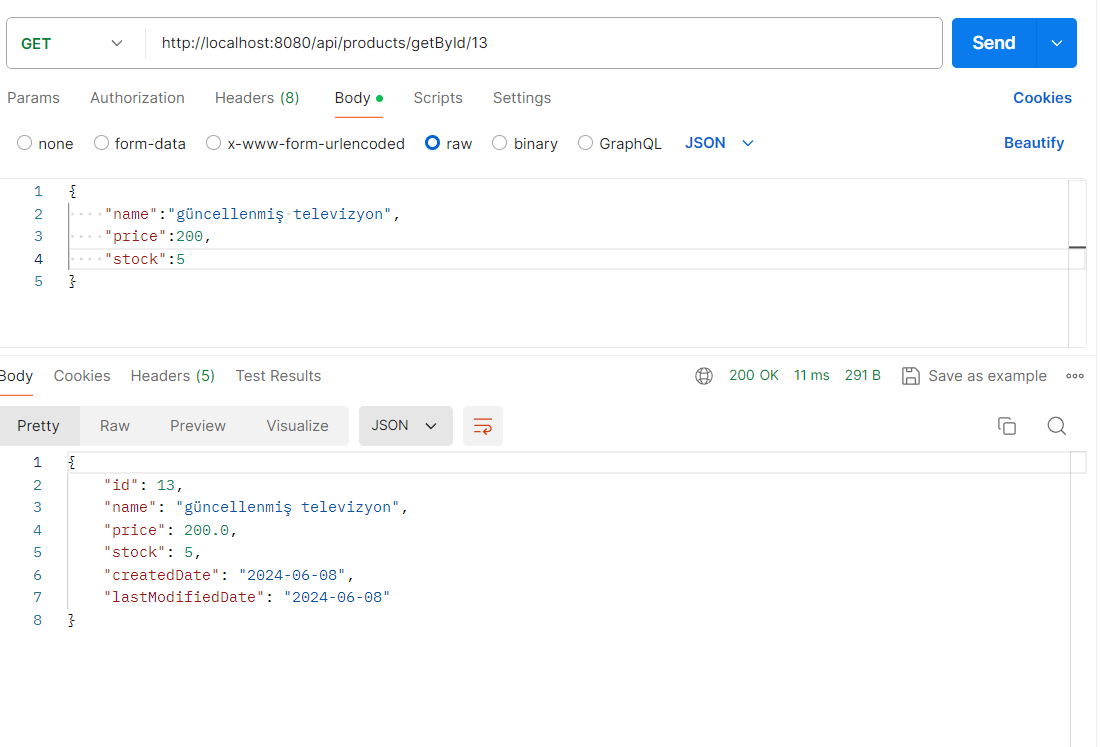 GET http://localhost:8080/api/products/getById/13 Send
Params Authorization Headers (8) Body Scripts Settings Cookies
none form-data x-www-form-urlencoded raw binary GraphQL JSON Beautify
1 {
2 "name":"güncellenmiş televizyon",
3 "price":200,
4 "stock":5
5 }
Body Cookies Headers (5) Test Results 200 OK 11 ms 291 B Save as example
Pretty Raw Preview Visualize JSON
1 {
2 "id": 13,
3 "name": "güncellenmiş televizyon",
4 "price": 200.0,
5 "stock": 5,
6 "createdDate": "2024-06-08",
7 "lastModifiedDate": "2024-06-08"
8 }